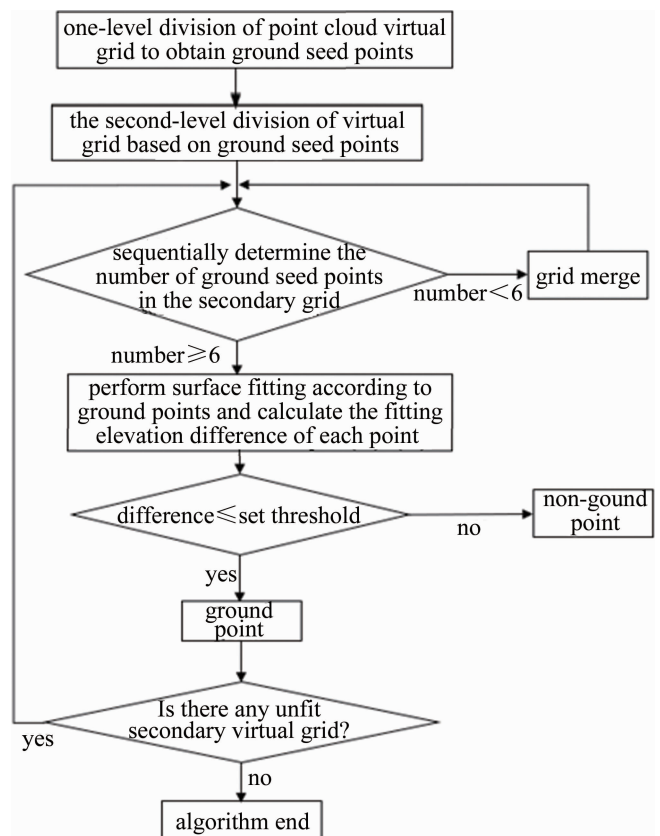 one-level division of point cloud virtual
grid to obtain ground seed points
the second-level division of virtual
grid based on ground seed points
sequentially determine the
number of ground seed points
in the secondary grid
number<6
grid merge
number⩾6
perform surface fitting according to
ground points and calculate the fitting
elevation difference of each point
difference⩽set threshold
no
non-gound
point
yes
ground
point
Is there any unfit
secondary virtual grid?
yes
no
algorithm end